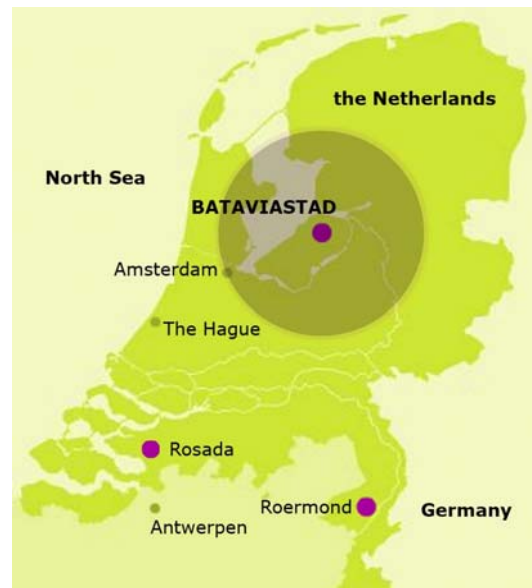 the Netherlands
North Sea
BATAVIASTAD
Amsterdam
The Hague
Rosada
Roermond
Germany
Antwerpen